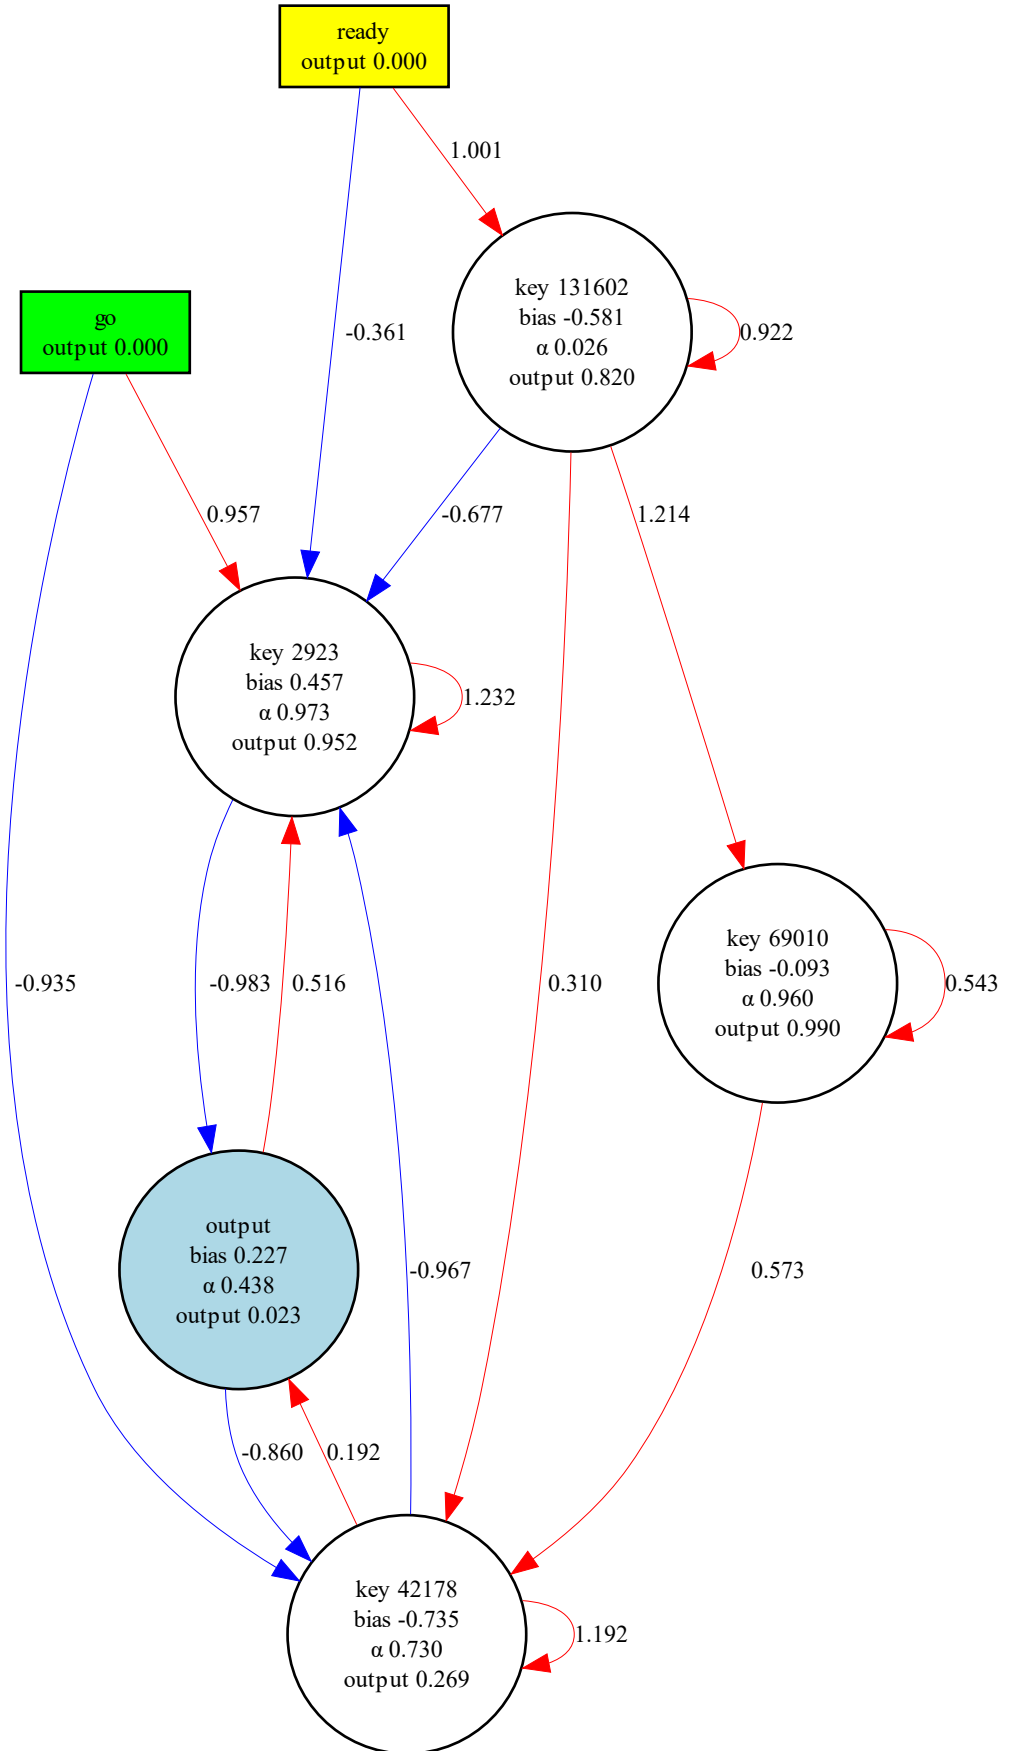 ready
output 0.000
1.001
key 131602
bias -0.581
α 0.026
output 0.820
0.922
go
output 0.000
-0.361
0.957
-0.677
1.214
key 2923
bias 0.457
α 0.973
output 0.952
1.232
key 69010
bias -0.093
α 0.960
output 0.990
0.543
-0.935
-0.983
0.516
0.310
output
bias 0.227
α 0.438
output 0.023
-0.967
0.573
-0.860
0.192
key 42178
bias -0.735
α 0.730
output 0.269
1.192